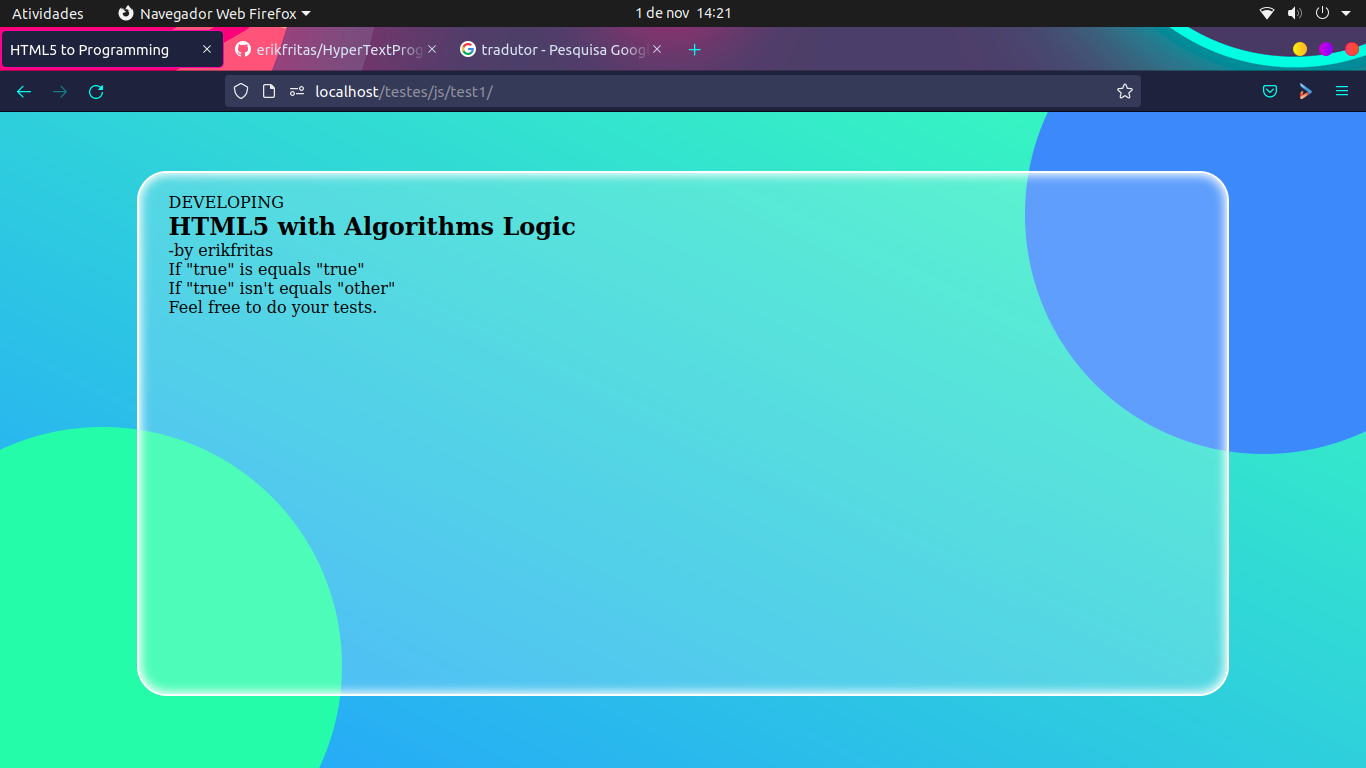 Atividades Navegador Web Firefox 1 de nov 14:21
HTML5 to Programming erikfritas/HyperTextProg tradutor - Pesquisa Goog
localhost/testes/js/test1/
DEVELOPING
HTML5 with Algorithms Logic
-by erikfritas
If "true" is equals "true"
If "true" isn't equals "other"
Feel free to do your tests.